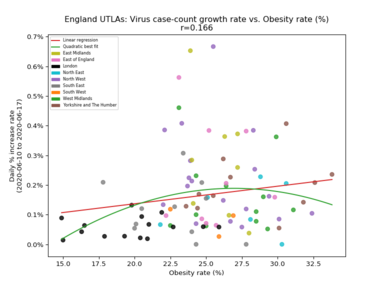 England UTLAs: Virus case-count growth rate vs. Obesity rate (%)
r=0.166
Linear regression
Quadratic best fit
East Midlands
East of England
London
North East
North West
South East
South West
West Midlands
Yorkshire and The Humber
Daily % increase rate
(2020-06-10 to 2020-06-17)
0.7%
0.6%
0.5%
0.4%
0.3%
0.2%
0.1%
0.0%
15.0
17.5
20.0
22.5
25.0
27.5
30.0
32.5
Obesity rate (%)